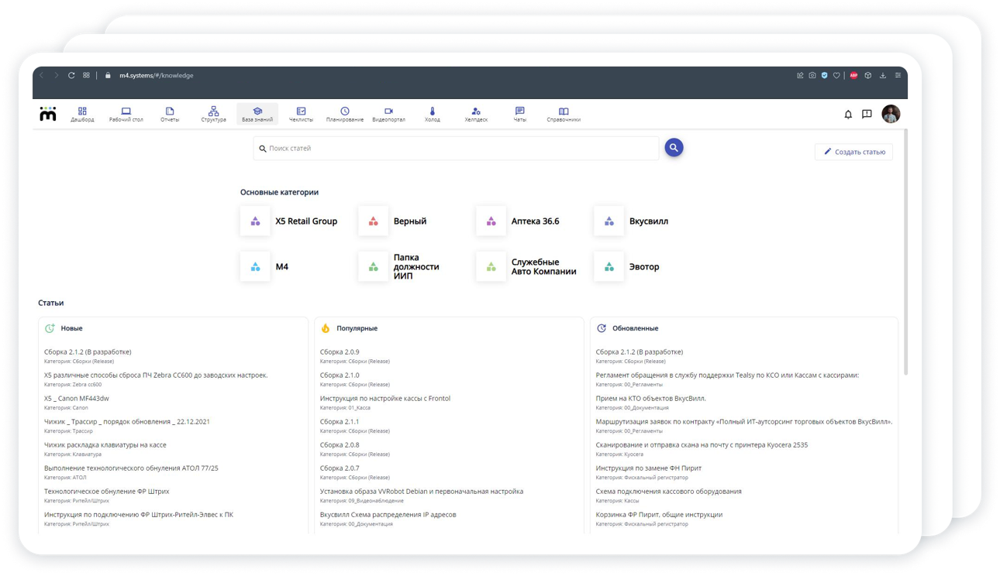 m4.systems/#/knowledge
ABP
m
Дашборд
Рабочий стол
Отчеты
Структура
База знаний
Чеклисты
Планирование
Видеопортал
Холод
Хелпдеск
Чаты
Справочники
Поиск статей
Создать статью
Основные категории
X5 Retail Group
Верный
Аптека 36.6
Вкусвилл
М4
Папка
должности
ИИП
Служебные
Авто Компании
Эвотор
Статьи
Новые
Сборка 2.1.2 (В разработке)
Категория: Сборки (Release)
X5 различные способы сброса ПЧ Zebra CC600 до заводских настроек.
Категория: Zebra cc600
X5 _ Canon MF443dw
Категория: Canon
Чижик _ Трассир _ порядок обновления _ 22.12.2021
Категория: Трассир
Чижик раскладка клавиатуры на кассе
Категория: Клавиатура
Выполнение технологического обнуления АТОЛ 77/25
Категория: АТОЛ
Технологическое обнуление ФР Штрих
Категория: Ритейл/Штрих
Инструкция по подключению ФР Штрих-Ритейл-Элвес к ПК
Категория: Ритейл/Штрих
Популярные
Сборка 2.0.9
Категория: Сборки (Release)
Сборка 2.1.0
Категория: Сборки (Release)
Инструкция по настройке кассы с Frontol
Категория: 01_Касса
Сборка 2.1.1
Категория: Сборки (Release)
Сборка 2.0.8
Категория: Сборки (Release)
Сборка 2.0.7
Категория: Сборки (Release)
Установка образа VVRobot Debian и первоначальная настройка
Категория: 09_Видеонаблюдение
Вкусвилл Схема распределения IP адресов
Категория: 00_Документация
Обновленные
Сборка 2.1.2 (В разработке)
Категория: Сборки (Release)
Регламент обращения в службу поддержки Tealsy по КСО или Кассам с кассирами:
Категория: 00_Регламенты
Прием на КТО объектов ВкусВилл.
Категория: 00_Документация
Маршрутизация заявок по контракту «Полный ИТ-аутсорсинг торговых объектов ВкусВилл».
Категория: 00_Регламенты
Сканирование и отправка скана на почту с принтера Kyocera 2535
Категория: Kyocera
Инструкция по замене ФН Пирит
Категория: Фискальный регистратор
Схема подключения кассового оборудования
Категория: Кассы
Корзинка ФР Пирит. общие инструкции
Категория: Фискальный регистратор